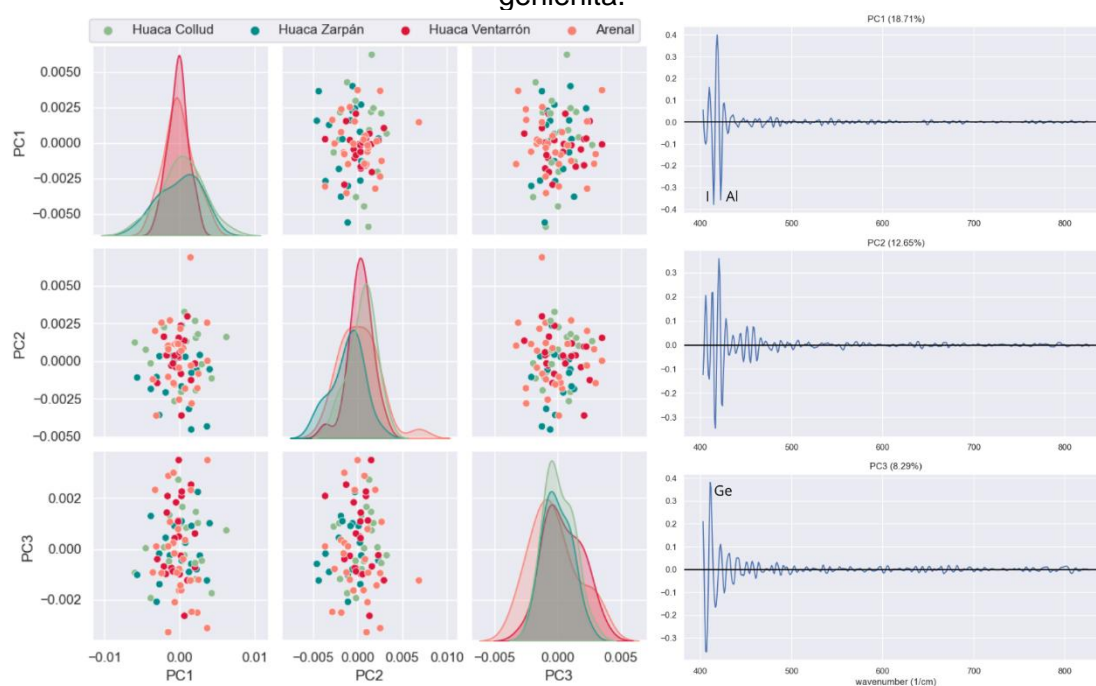 gehlenita.
Huaca Collud Huaca Zarpán Huaca Ventarrón Arenal
PC1
0.0050
0.0025
0.0000
−0.0025
−0.0050
PC2
0.0050
0.0025
0.0000
−0.0025
−0.0050
PC3
0.002
0.000
−0.002
−0.01 0.00 0.01
PC1
−0.005 0.000 0.005 0.010
PC2
−0.005 0.000 0.005
PC3
PC1 (18.71%)
0.4
0.3
0.2
0.1
0.0
−0.1
−0.2
−0.3
−0.4
I Al
400 500 600 700 800
PC2 (12.65%)
0.3
0.2
0.1
0.0
−0.1
−0.2
−0.3
400 500 600 700 800
PC3 (8.29%)
Ge
0.4
0.3
0.2
0.1
0.0
−0.1
−0.2
−0.3
400 500 600 700 800
wavenumber (1/cm)